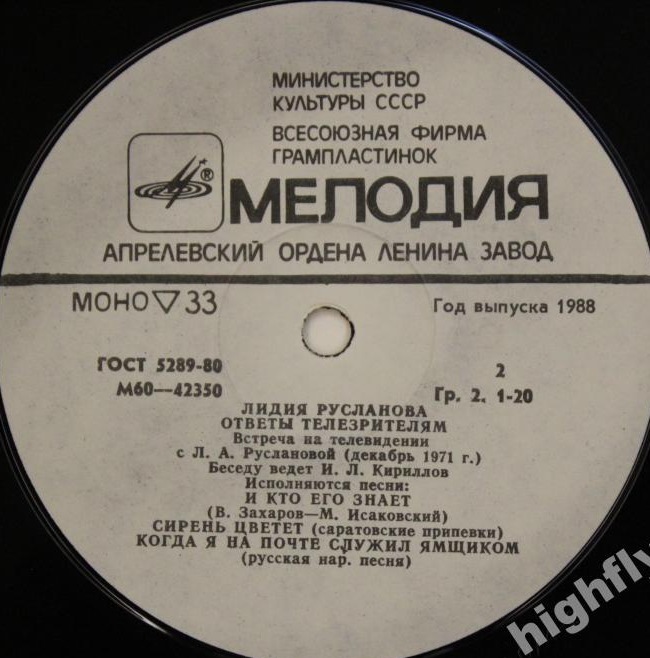 МИНИСТЕРСТВО
КУЛЬТУРЫ СССР
ВСЕСОЮЗНАЯ ФИРМА
ГРАМПЛАСТИНОК
®
МЕЛОДИЯ
АПРЕЛЕВСКИЙ ОРДЕНА ЛЕНИНА ЗАВОД
МОНО ▽ 33
Год выпуска 1988
ГОСТ 5289-80
М60—42350
2
Гр. 2. 1-20
ЛИДИЯ РУСЛАНОВА
ОТВЕТЫ ТЕЛЕЗРИТЕЛЯМ
Встреча на телевидении
с Л. А. Руслановой (декабрь 1971 г.)
Беседу ведет И. Л. Кириллов
Исполняются песни:
И КТО ЕГО ЗНАЕТ
(В. Захаров—М. Исаковский)
СИРЕНЬ ЦВЕТЕТ (саратовские припевки)
КОГДА Я НА ПОЧТЕ СЛУЖИЛ ЯМЩИКОМ
(русская нар. песня)
highfly